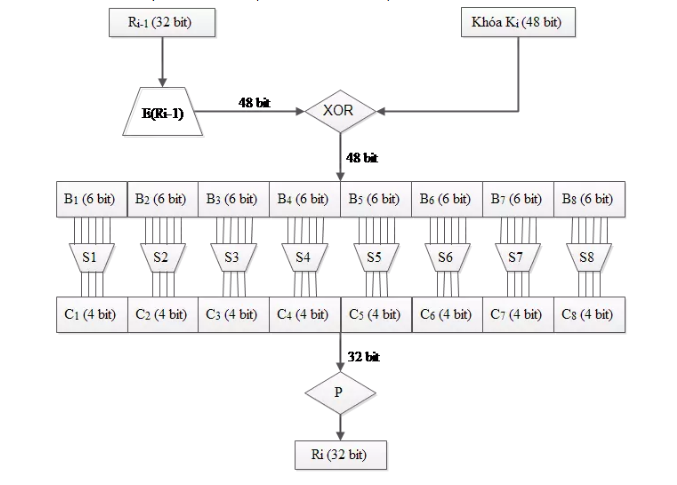 Ri-1 (32 bit)
Khóa Ki (48 bit)
E(Ri-1)
48 bit
XOR
48 bit
B1 (6 bit) B2 (6 bit) B3 (6 bit) B4 (6 bit) B5 (6 bit) B6 (6 bit) B7 (6 bit) B8 (6 bit)
S1 S2 S3 S4 S5 S6 S7 S8
C1 (4 bit) C2 (4 bit) C3 (4 bit) C4 (4 bit) C5 (4 bit) C6 (4 bit) C7 (4 bit) C8 (4 bit)
32 bit
P
Ri (32 bit)